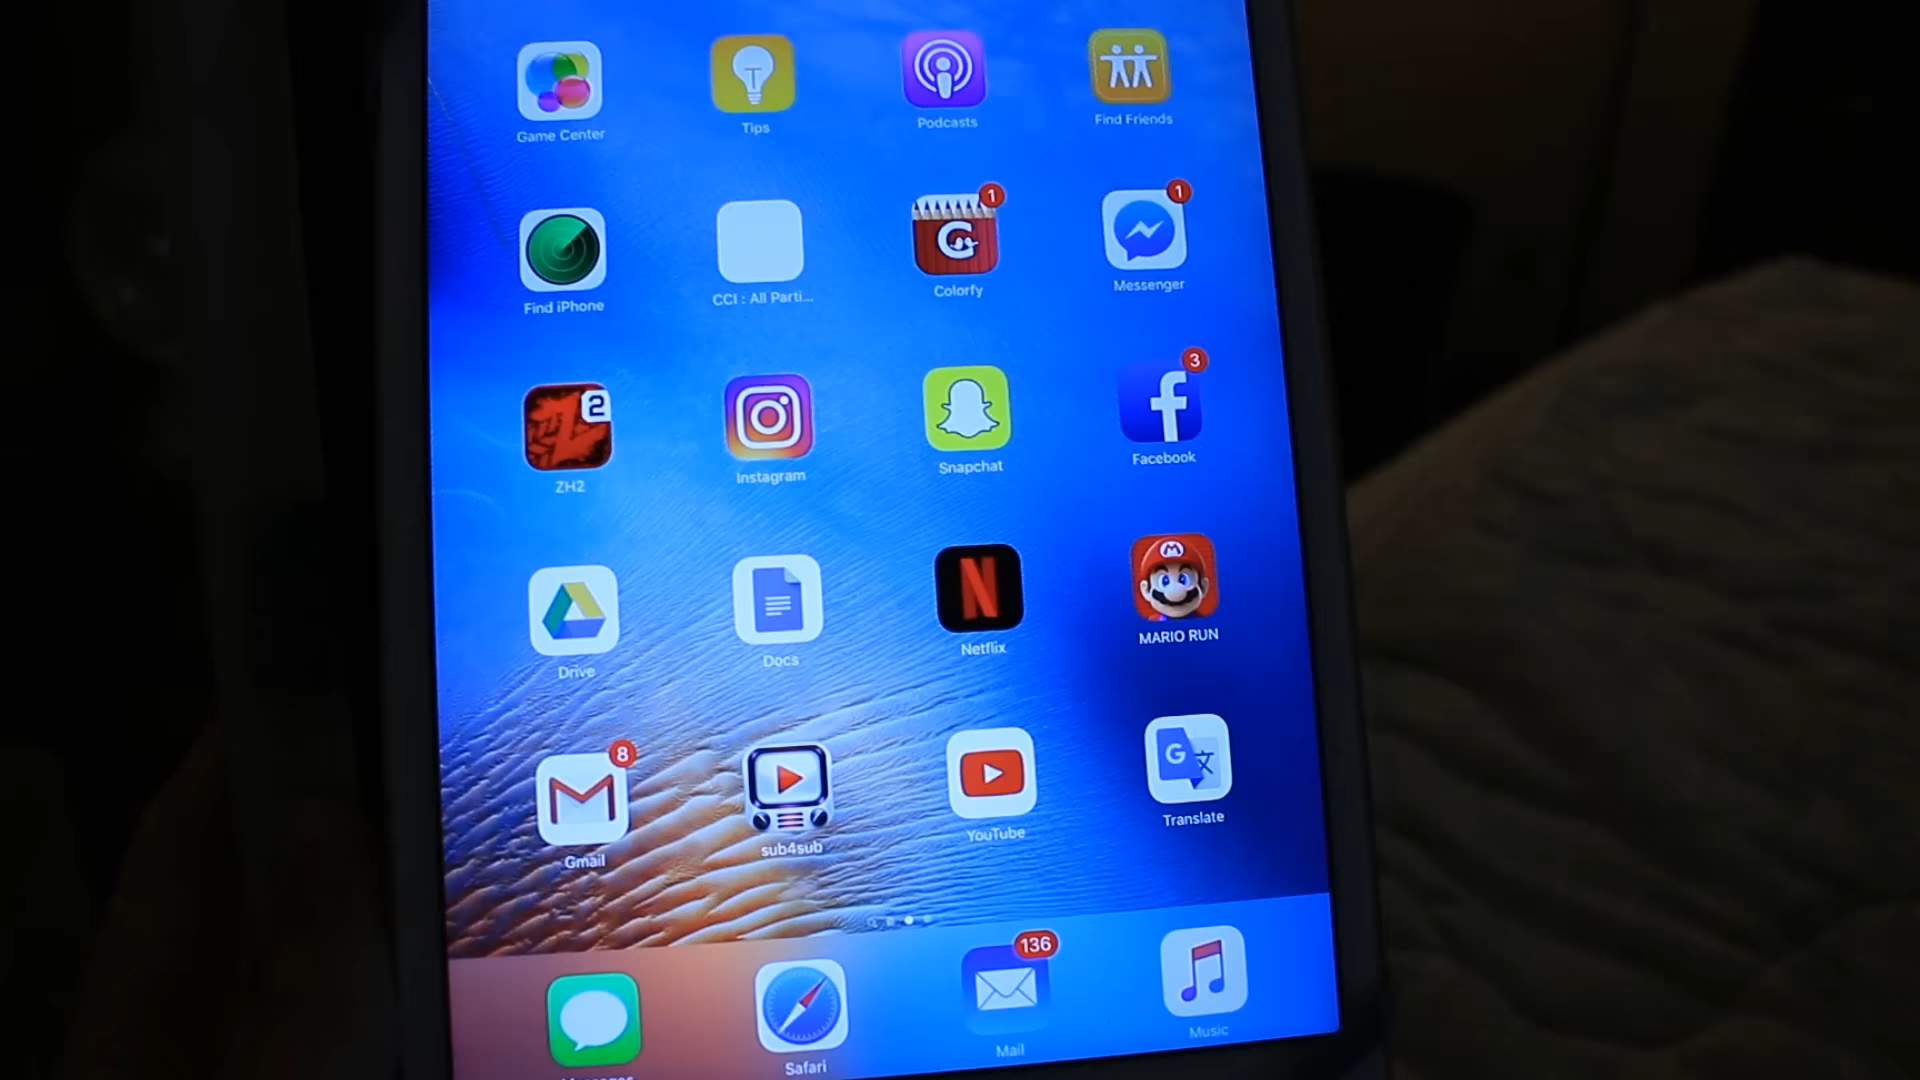 Game Center
Tips
Podcasts
Find Friends
1
1
Find iPhone
CCI : All Parti...
Colorfy
Messenger
2
3
ZH2
Instagram
Snapchat
Facebook
N
M
Drive
Docs
Netflix
MARIO RUN
8
G
Gmail
sub4sub
YouTube
Translate
136
Safari
Mail
Music